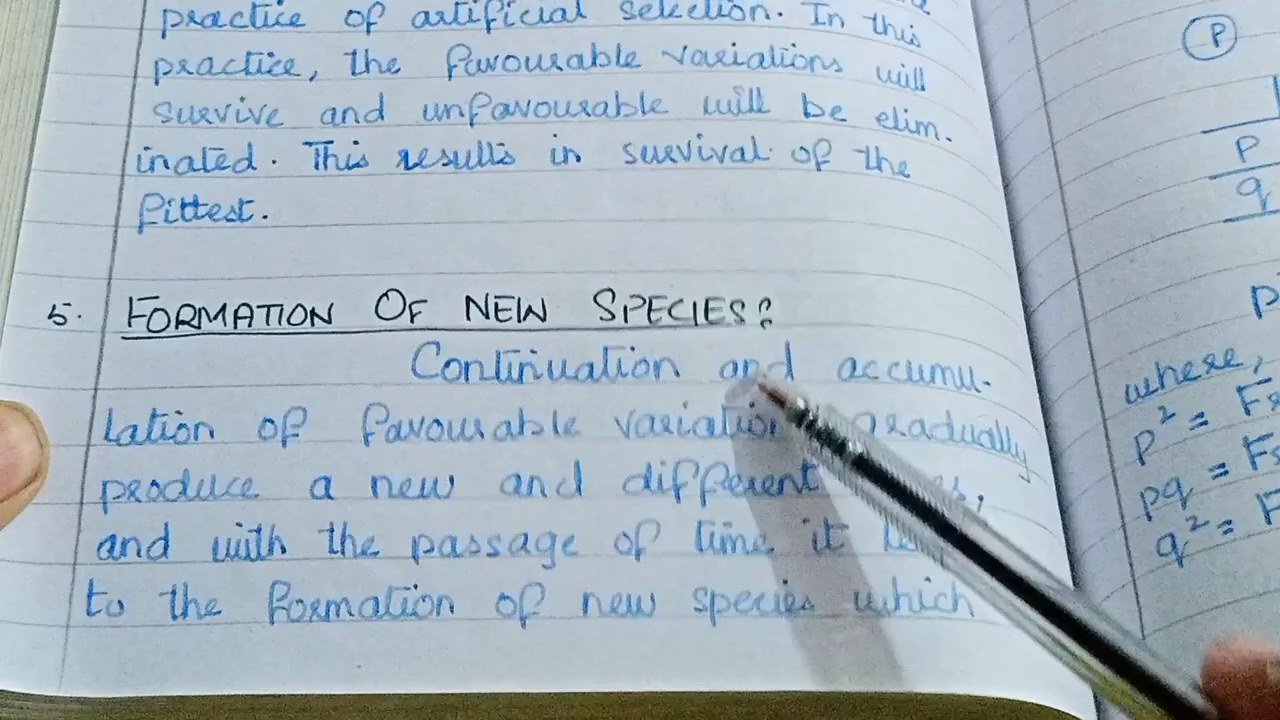 practice of artificial selection. In this
practice, the favourable variations will
survive and unfavourable will be elim.
inated. This results in survival of the
fittest.
5. FORMATION OF NEW SPECIES:
Continuation and accumu.
lation of favourable variation gradually
produce a new and different
and with the passage of time it
to the formation of new species which
P
P
q
P
where,
p² = F
pq = F
q² = F